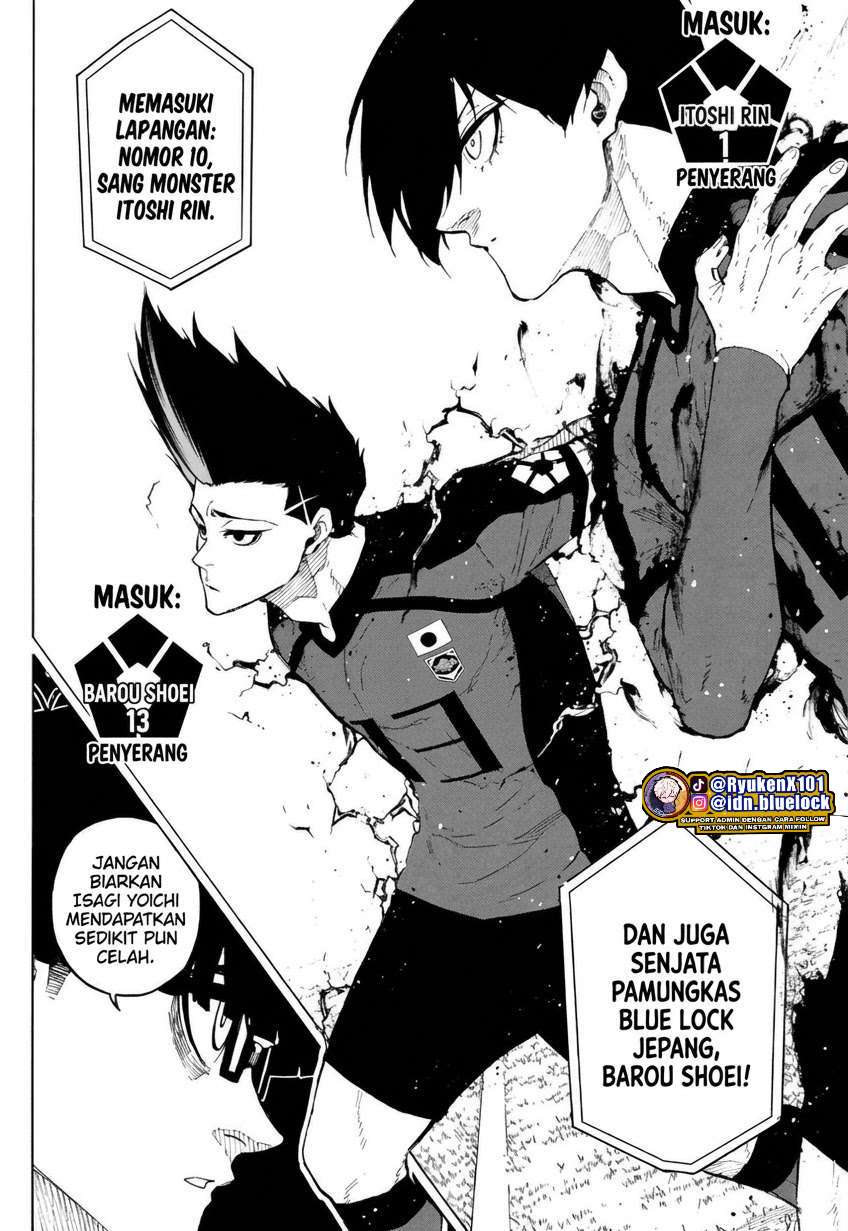 MASUK:
ITOSHI RIN
1
PENYERANG
MEMASUKI
LAPANGAN:
NOMOR 10,
SANG MONSTER
ITOSHI RIN.
MASUK:
BAROU SHOEI
13
PENYERANG
13
@RyukenX101
@idn.bluelock
SUPPORT ADMIN DENGAN CARA FOLLOW
TIKTOK DAN INSTGRAM MIMIN
JANGAN
BIARKAN
ISAGI YOICHI
MENDAPATKAN
SEDIKIT PUN
CELAH.
DAN JUGA
SENJATA
PAMUNGKAS
BLUE LOCK
JEPANG,
BAROU SHOEI!